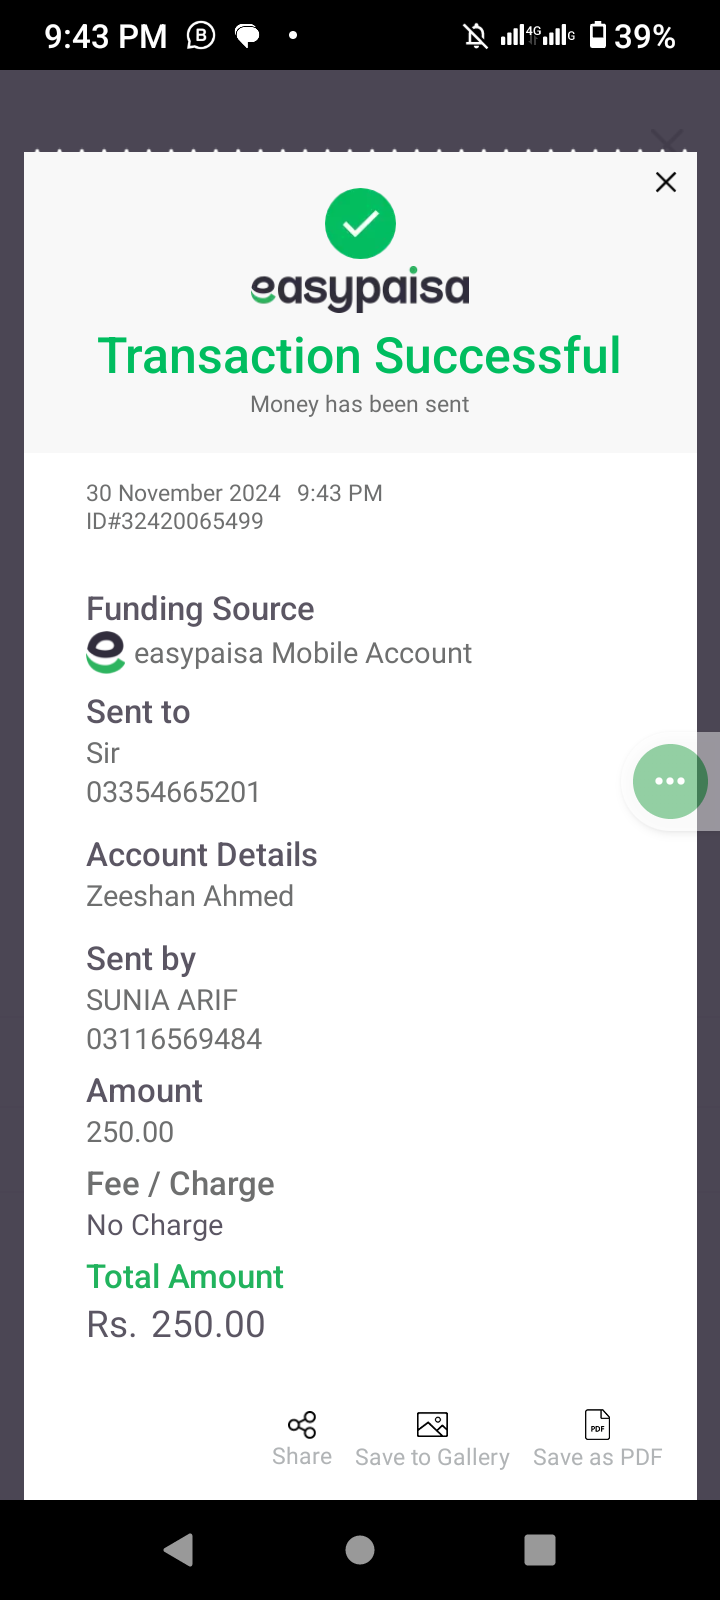 9:43 PM
4G G 39%
easypaisa
Transaction Successful
Money has been sent
30 November 2024 9:43 PM
ID#32420065499
Funding Source
easypaisa Mobile Account
Sent to
Sir
03354665201
Account Details
Zeeshan Ahmed
Sent by
SUNIA ARIF
03116569484
Amount
250.00
Fee / Charge
No Charge
Total Amount
Rs. 250.00
PDF
Share Save to Gallery Save as PDF